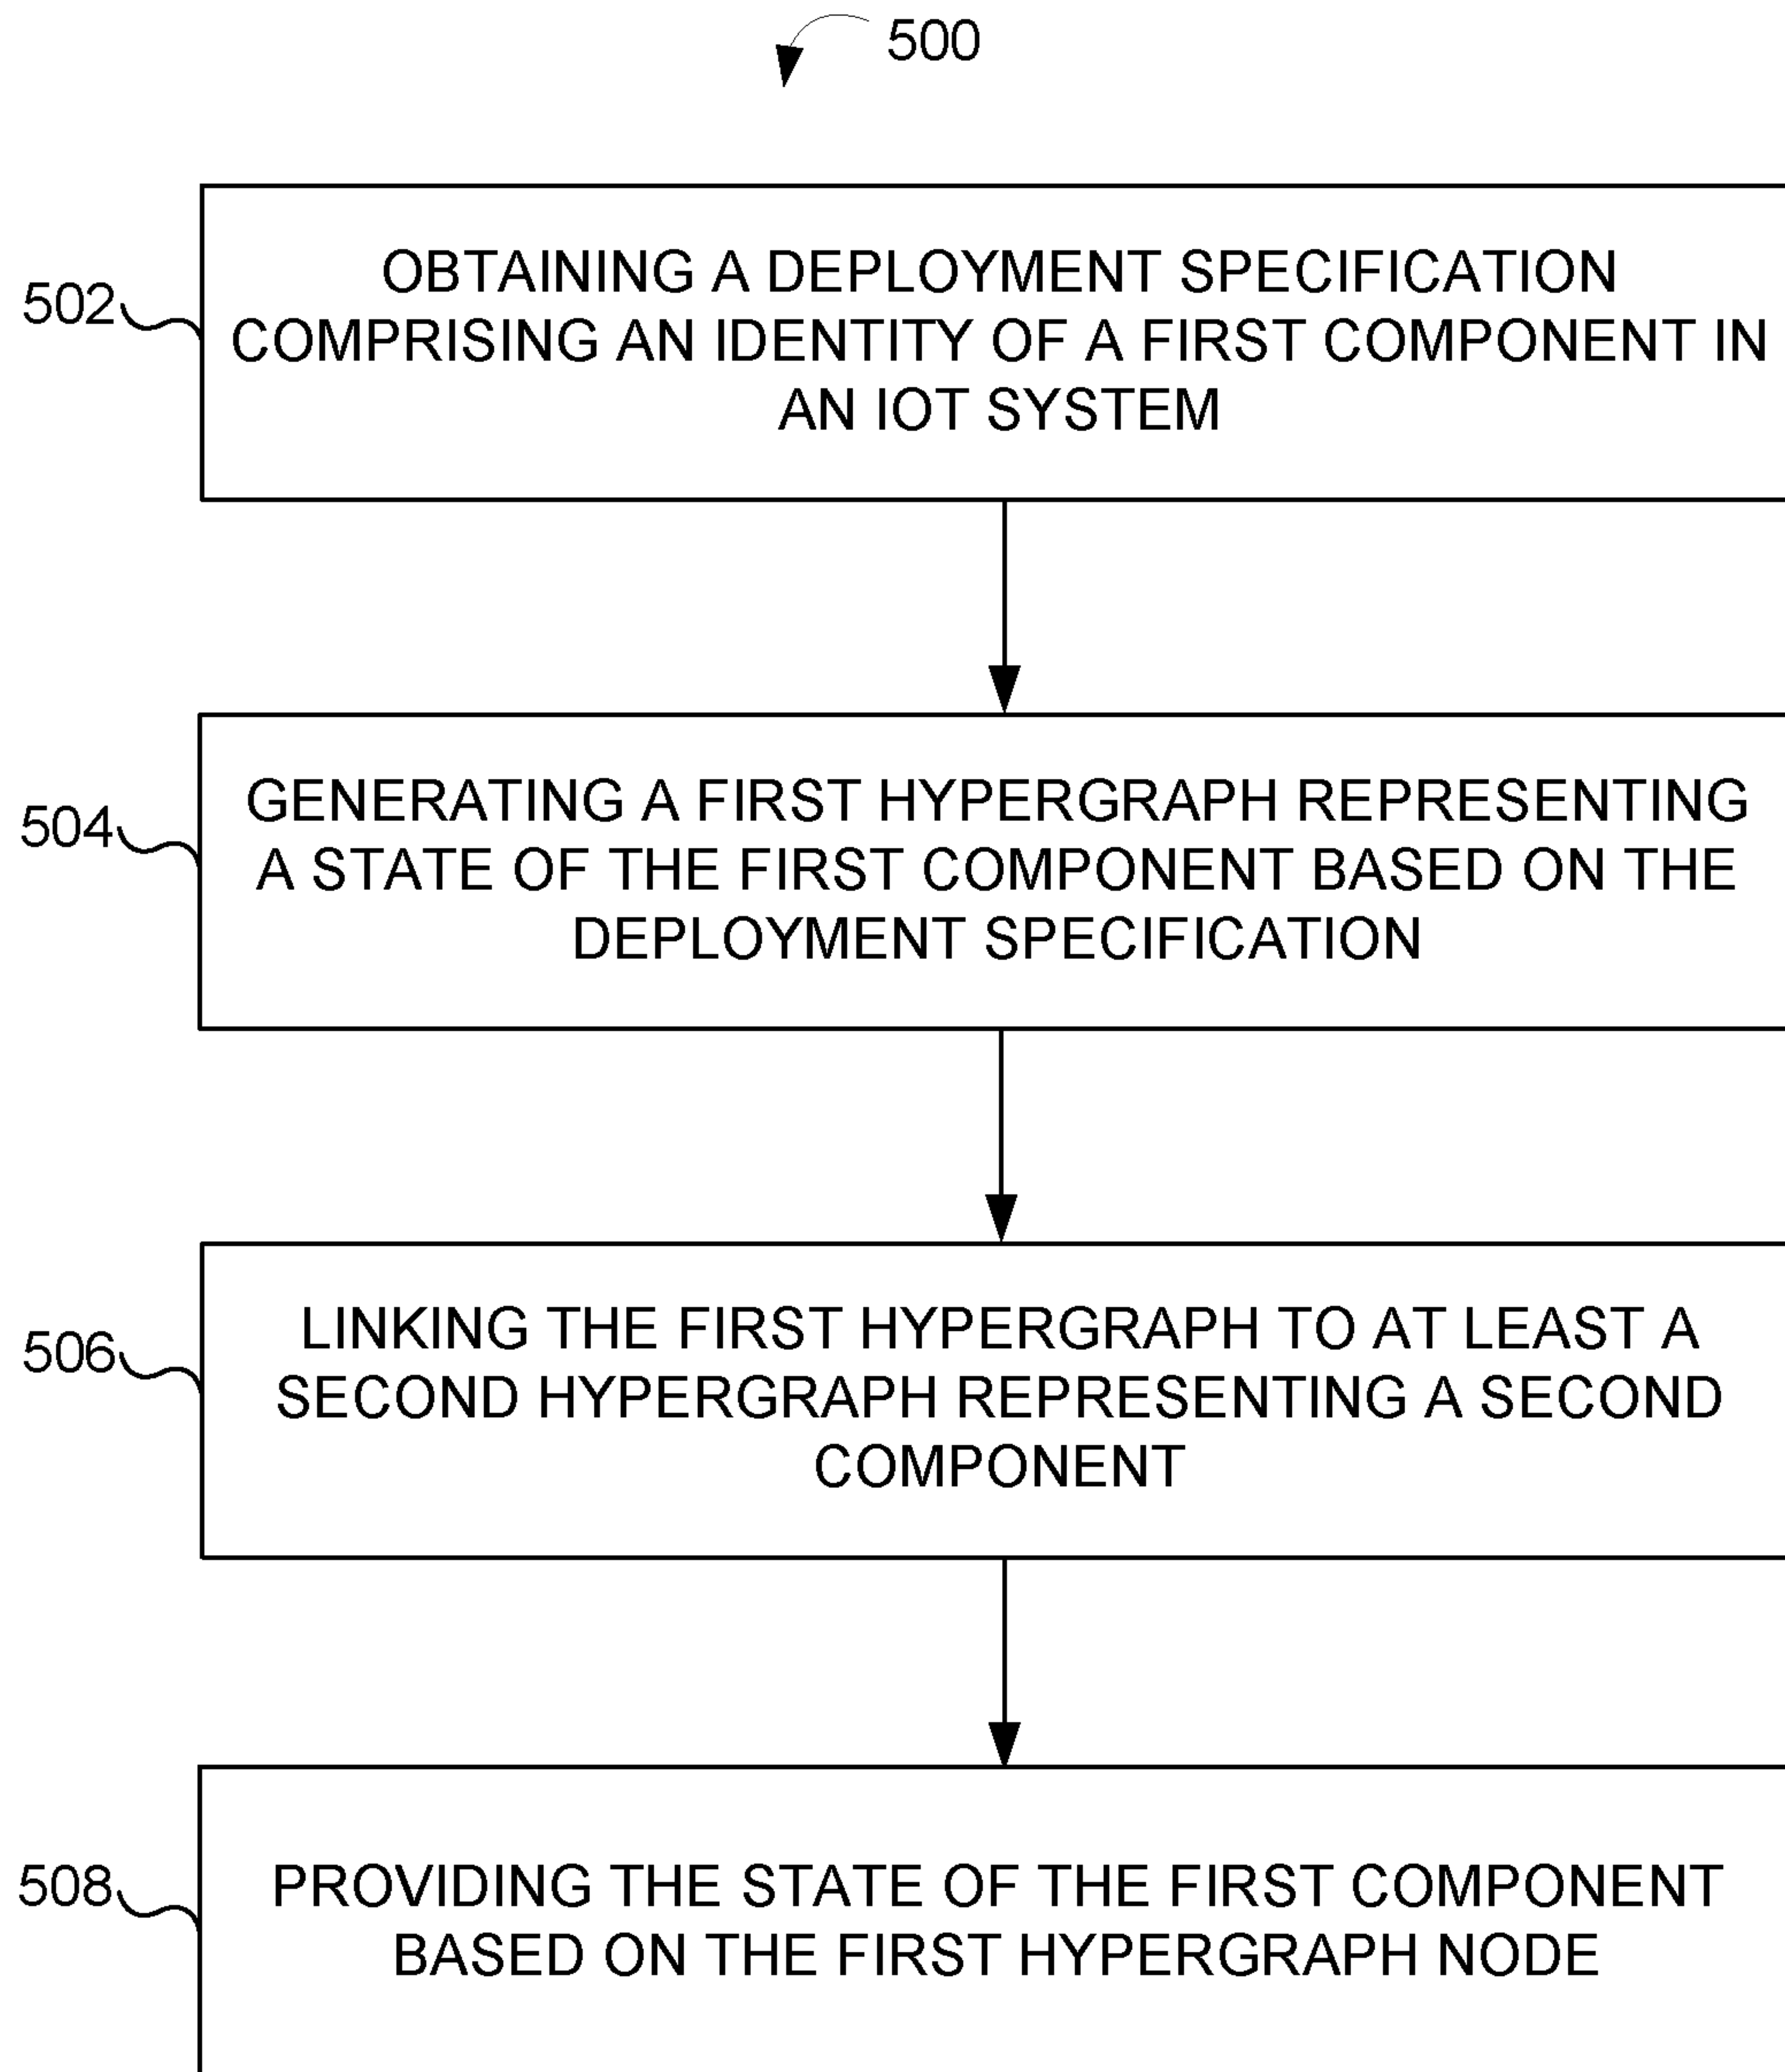 500
502
OBTAINING A DEPLOYMENT SPECIFICATION
COMPRISING AN IDENTITY OF A FIRST COMPONENT IN
AN IOT SYSTEM
504
GENERATING A FIRST HYPERGRAPH REPRESENTING
A STATE OF THE FIRST COMPONENT BASED ON THE
DEPLOYMENT SPECIFICATION
506
LINKING THE FIRST HYPERGRAPH TO AT LEAST A
SECOND HYPERGRAPH REPRESENTING A SECOND
COMPONENT
508
PROVIDING THE STATE OF THE FIRST COMPONENT
BASED ON THE FIRST HYPERGRAPH NODE